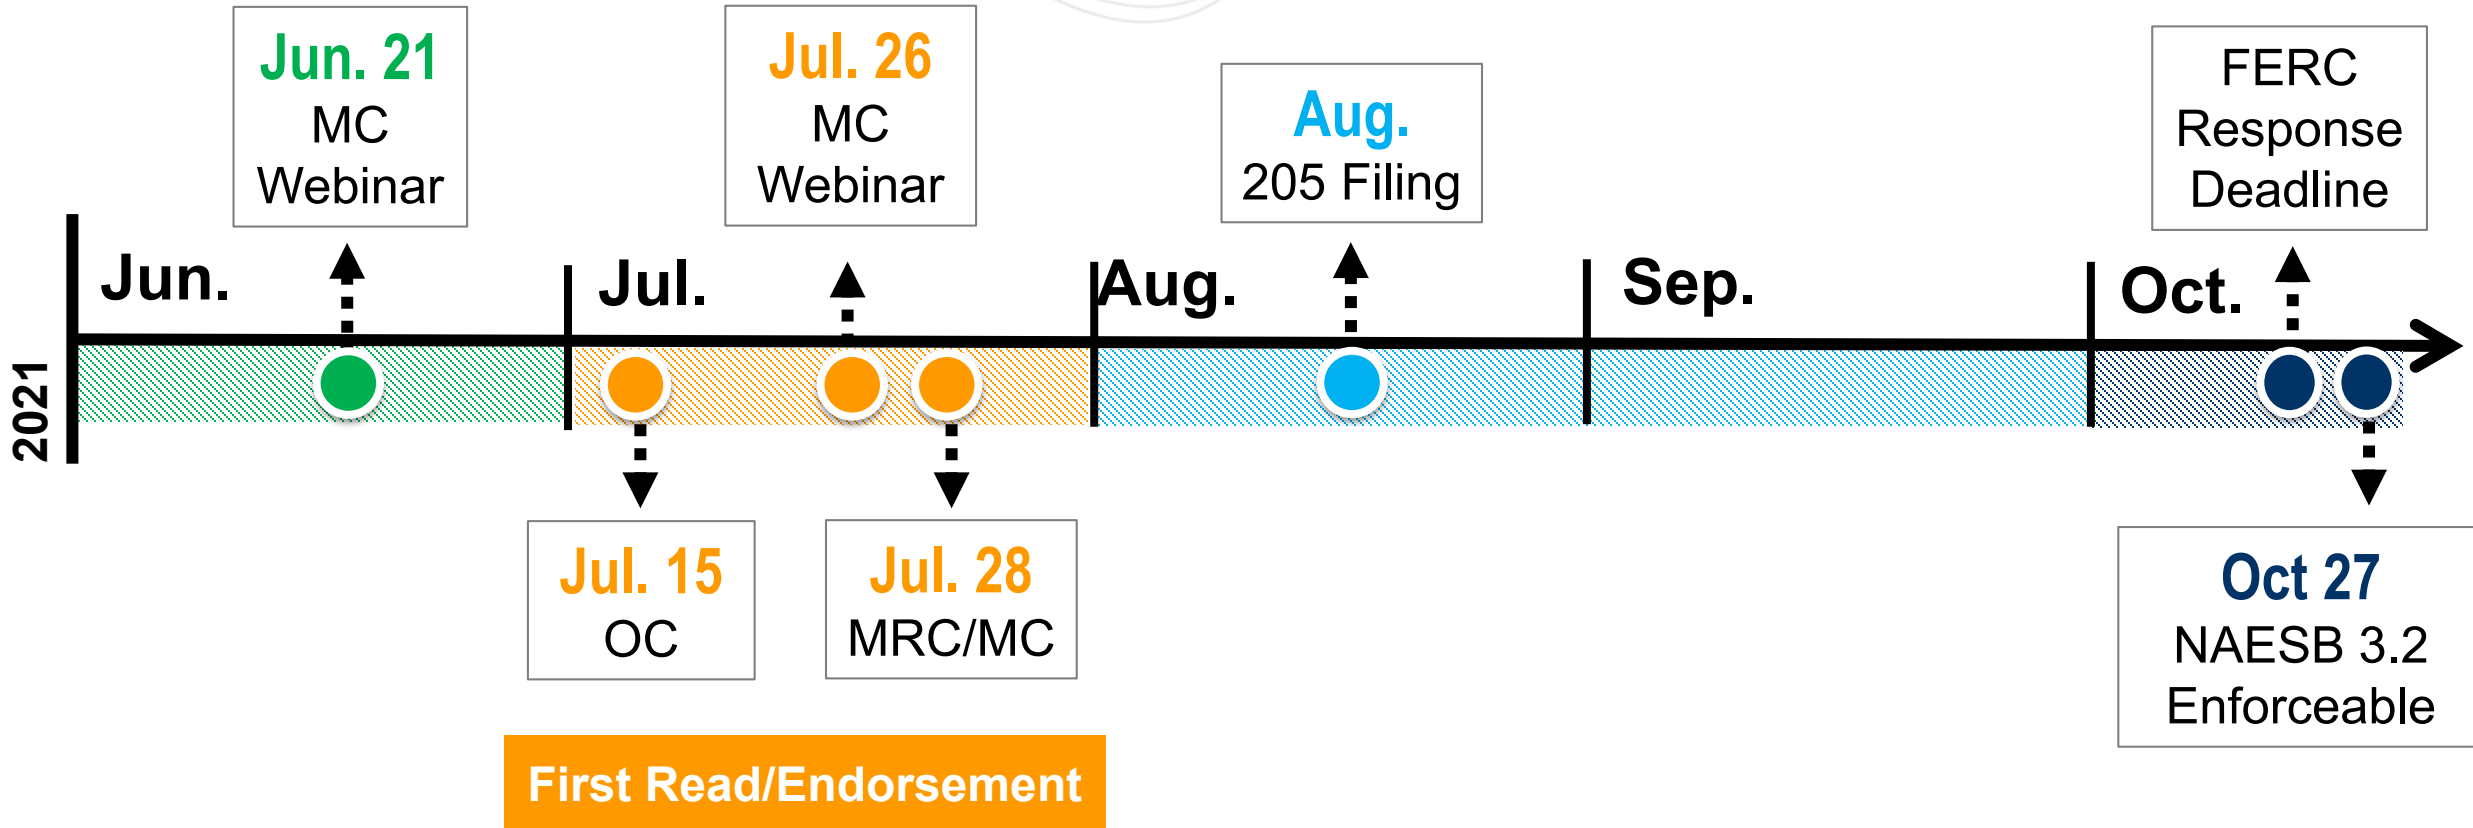 Jun. 21
MC
Webinar
Jul. 26
MC
Webinar
Aug.
205 Filing
FERC
Response
Deadline
Jun.
Jul.
Aug.
Sep.
Oct.
2021
Jul. 15
OC
Jul. 28
MRC/MC
Oct 27
NAESB 3.2
Enforceable
First Read/Endorsement